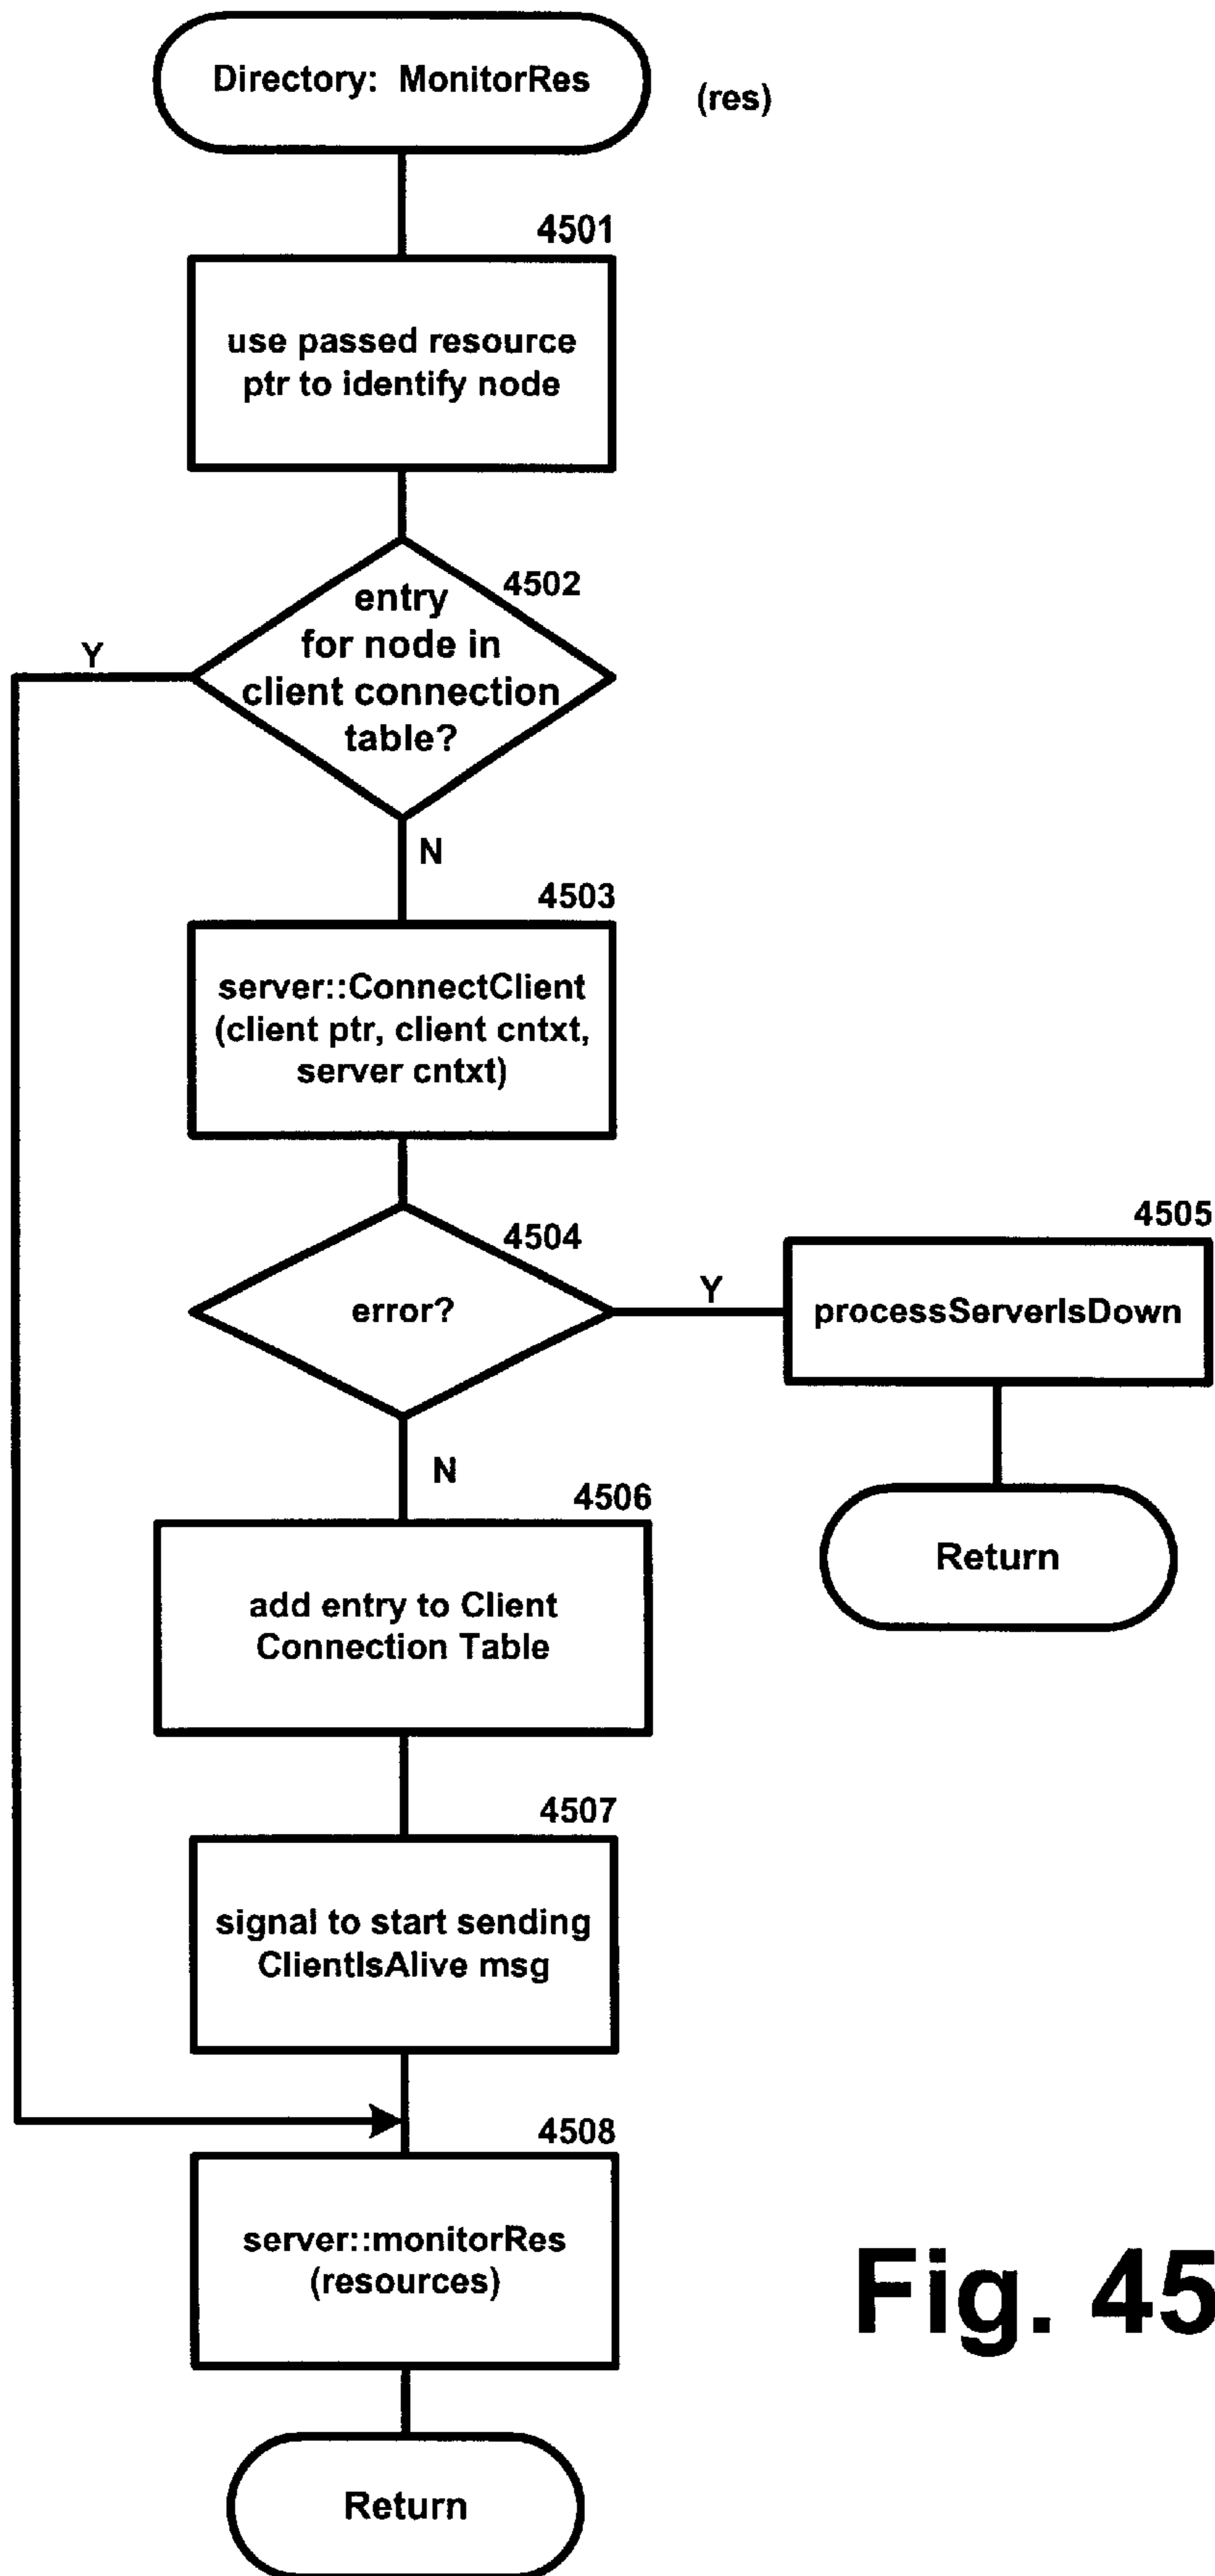 Directory: MonitorRes
(res)
4501
use passed resource
ptr to identify node
4502
entry
for node in
client connection
table?
Y
N
4503
server::ConnectClient
(client ptr, client cntxt,
server cntxt)
4504
error?
Y
4505
processServerIsDown
Return
N
4506
add entry to Client
Connection Table
4507
signal to start sending
ClientIsAlive msg
4508
server::monitorRes
(resources)
Return
Fig. 45